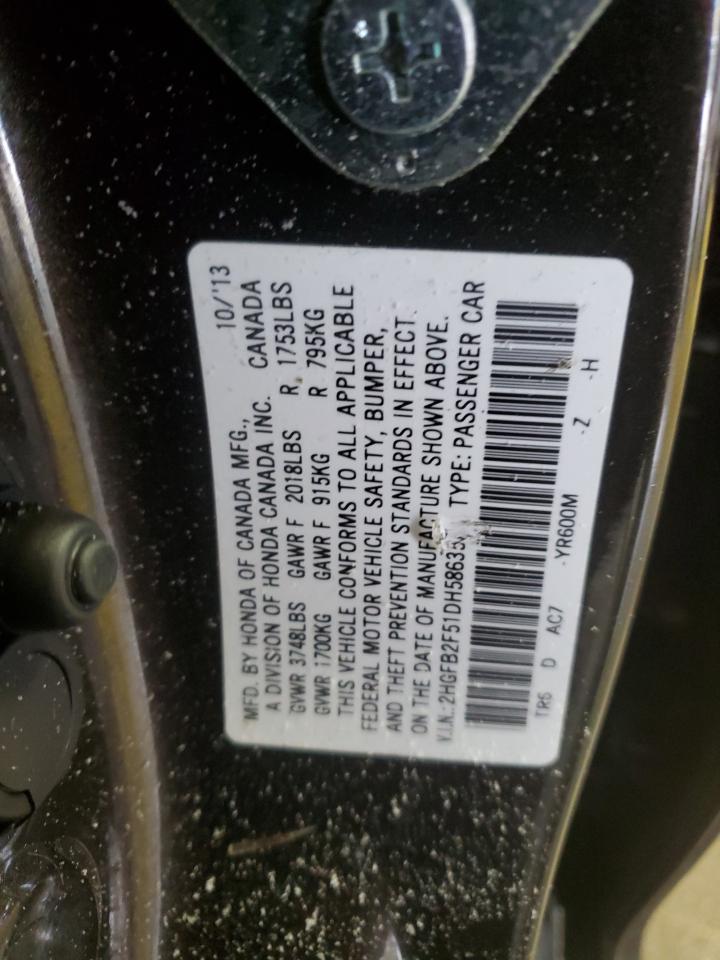 10/'13
MFD. BY HONDA OF CANADA MFG.,
A DIVISION OF HONDA CANADA INC. CANADA
GVWR 3748LBS GAWR F 2018LBS R 1753LBS
GVWR 1700KG GAWR F 915KG R 795KG
THIS VEHICLE CONFORMS TO ALL APPLICABLE
FEDERAL MOTOR VEHICLE SAFETY, BUMPER,
AND THEFT PREVENTION STANDARDS IN EFFECT
ON THE DATE OF MANUFACTURE SHOWN ABOVE.
V.I.N.: TYPE: PASSENGER CAR
TR6 D AC7 -YR600M -Z -H